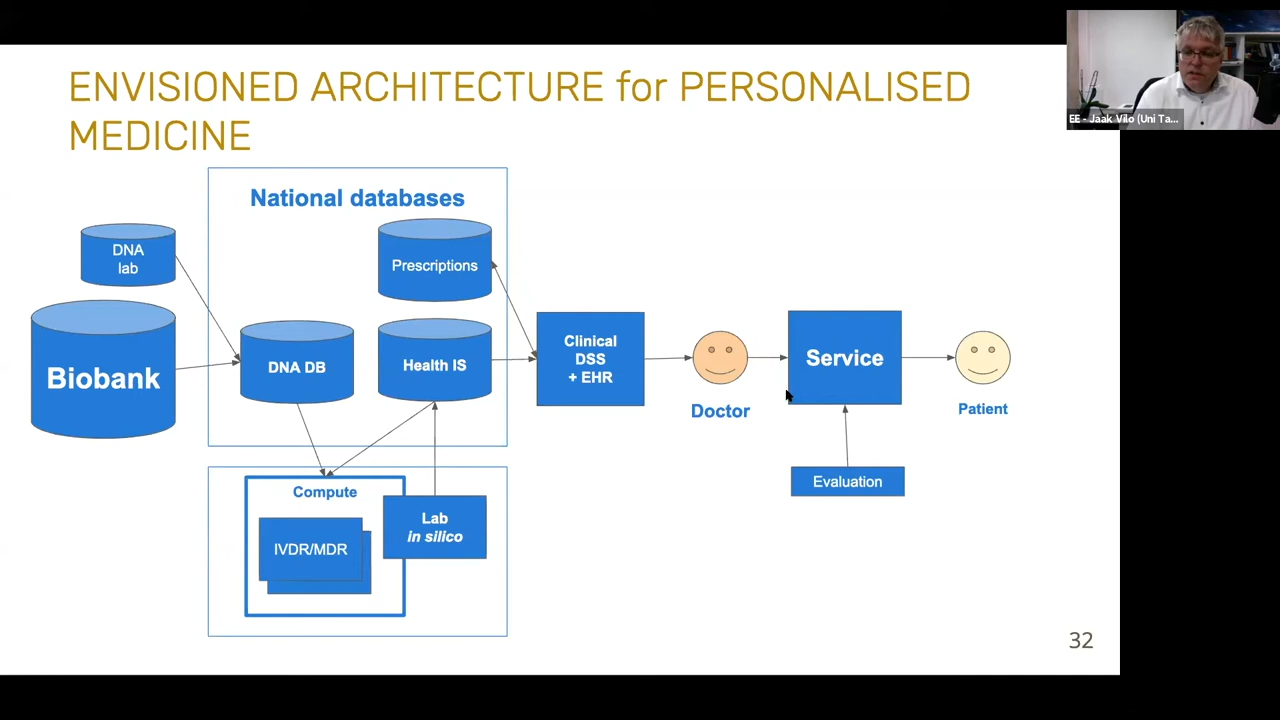 ENVISIONED ARCHITECTURE for PERSONALISED
MEDICINE
EE - Jaak Vilo (Uni Ta...
National databases
DNA
lab
Prescriptions
Biobank
DNA DB
Health IS
Clinical
DSS
+ EHR
Doctor
Service
Patient
Evaluation
Compute
IVDR/MDR
Lab
in silico
32